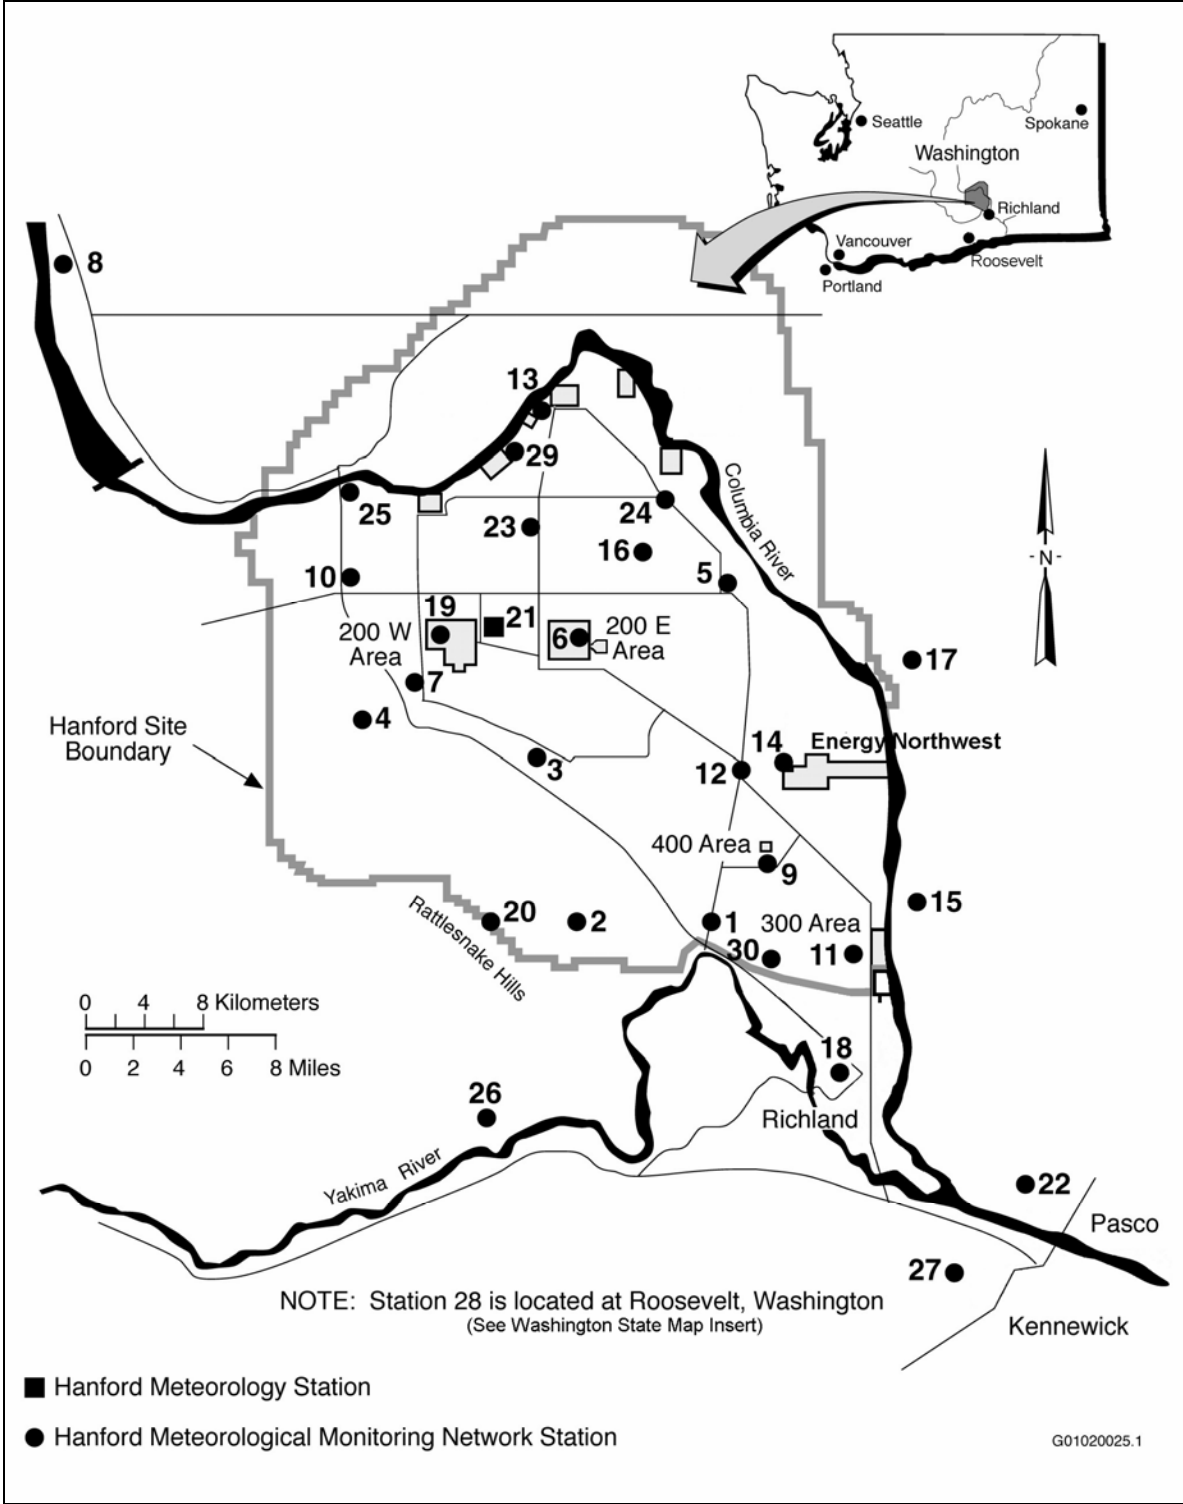 Seattle
Spokane
Washington
Richland
Vancouver
Roosevelt
Portland
8
13
29
25
23
24
16
10
5
Columbia River
- N -
19
21
200 W
Area
6
200 E
Area
17
7
4
Hanford Site
Boundary
3
14
Energy Northwest
12
400 Area
9
15
20
2
1
300 Area
30
11
Rattlesnake Hills
0 4 8 Kilometers
0 2 4 6 8 Miles
18
26
Richland
Yakima River
22
Pasco
27
NOTE: Station 28 is located at Roosevelt, Washington
(See Washington State Map Insert)
Kennewick
Hanford Meteorology Station
Hanford Meteorological Monitoring Network Station
G01020025.1